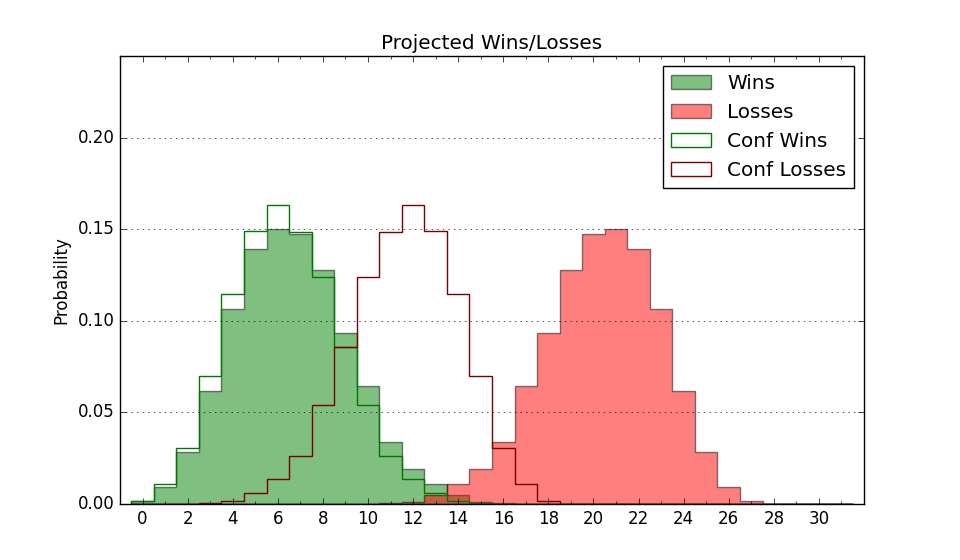 Projected Wins/Losses
Wins
Losses
Conf Wins
Conf Losses
Probability
0.20
0.15
0.10
0.05
0.00
0 2 4 6 8 10 12 14 16 18 20 22 24 26 28 30